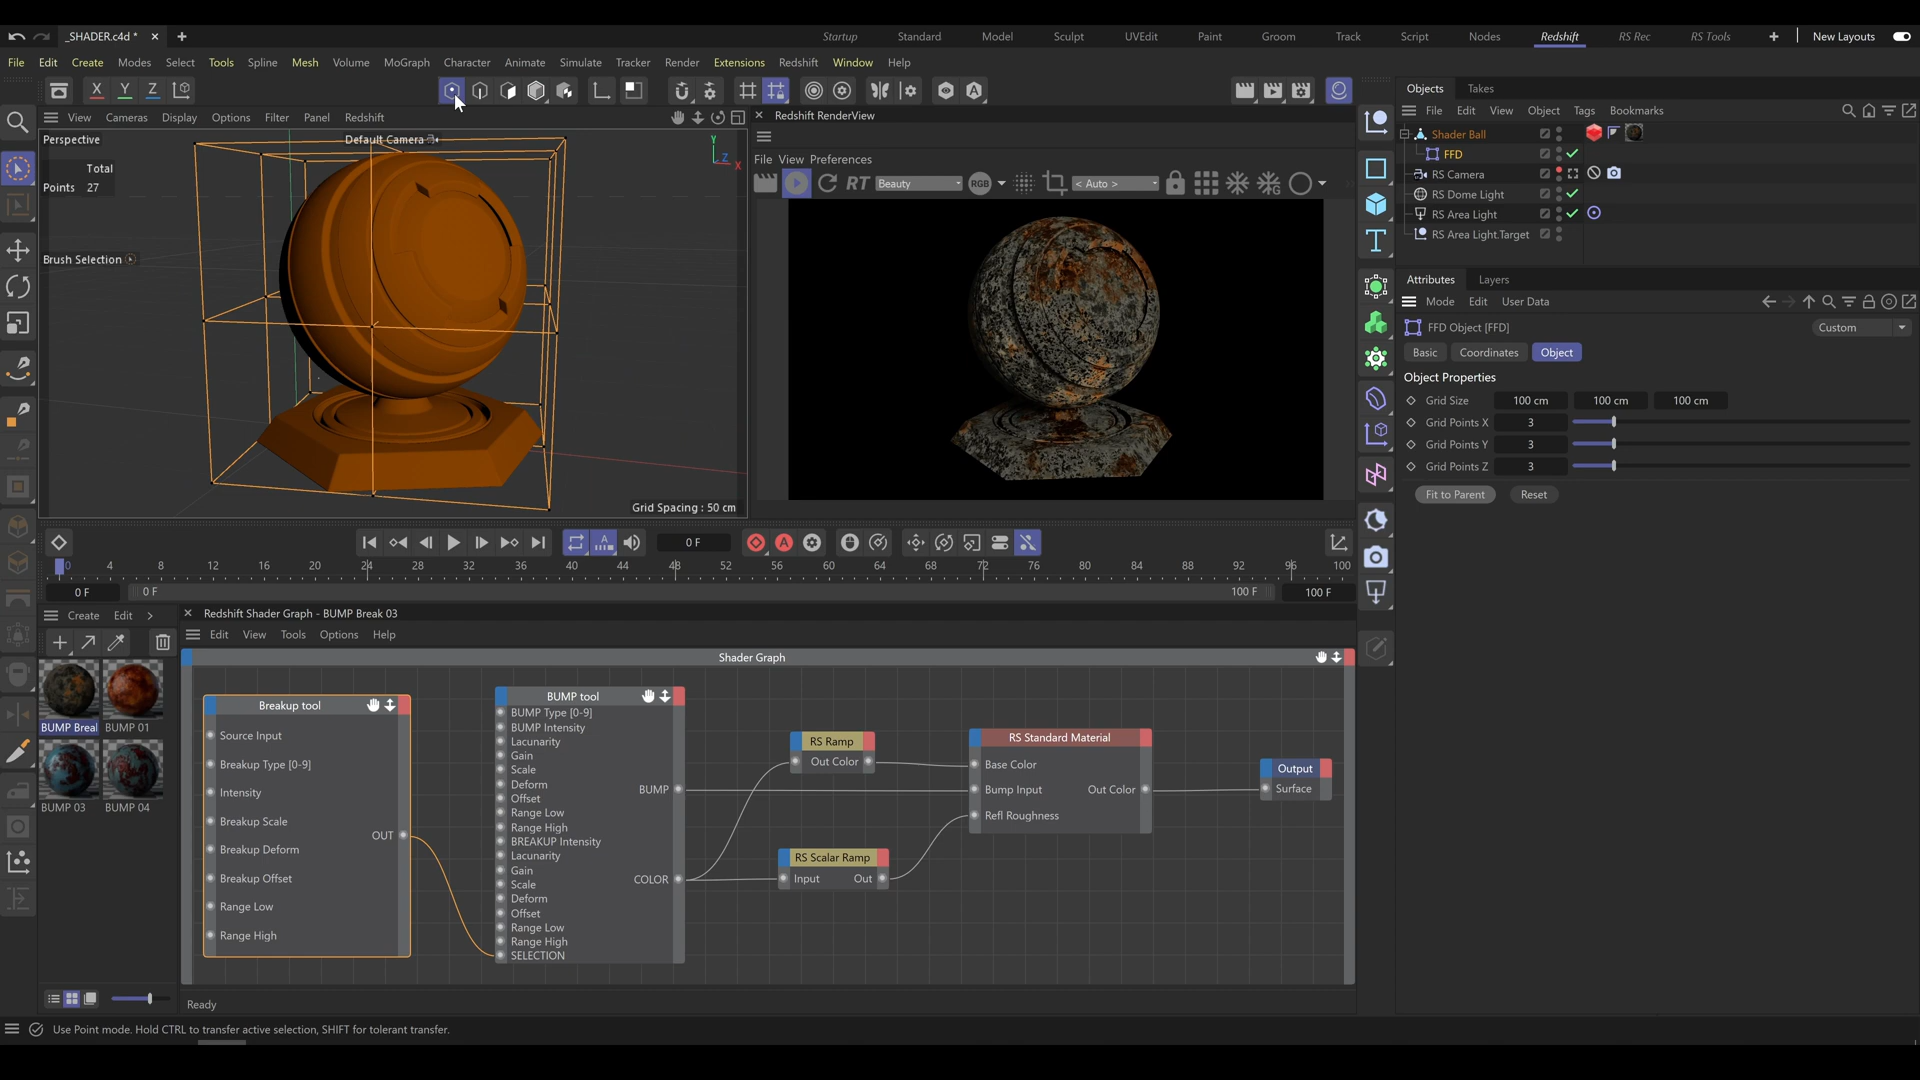 _SHADER.c4d *
Startup Standard Model Sculpt UVEdit Paint Groom Track Script Nodes Redshift RS Rec RS Tools New Layouts
File Edit Create Modes Select Tools Spline Mesh Volume MoGraph Character Animate Simulate Tracker Render Extensions Redshift Window Help
X Y Z
View Cameras Display Options Filter Panel Redshift
Perspective
Default Camera
Y Z X
Total
Points 27
Brush Selection
Grid Spacing : 50 cm
Redshift RenderView
File View Preferences
RT Beauty RGB < Auto >
Objects Takes
File Edit View Object Tags Bookmarks
Shader Ball
FFD
RS Camera
RS Dome Light
RS Area Light
RS Area Light.Target
Attributes Layers
Mode Edit User Data
FFD Object [FFD]
Custom
Basic Coordinates Object
Object Properties
Grid Size 100 cm 100 cm 100 cm
Grid Points X 3
Grid Points Y 3
Grid Points Z 3
Fit to Parent Reset
0 F
0 4 8 12 16 20 24 28 32 36 40 44 48 52 56 60 64 68 72 76 80 84 88 92 96 100
0 F 0 F 100 F 100 F
Create Edit
BUMP Breal BUMP 01
BUMP 03 BUMP 04
Redshift Shader Graph - BUMP Break 03
Edit View Tools Options Help
Shader Graph
Breakup tool
Source Input
Breakup Type [0-9]
Intensity
Breakup Scale
OUT
Breakup Deform
Breakup Offset
Range Low
Range High
BUMP tool
BUMP Type [0-9]
BUMP Intensity
Lacunarity
Gain
Scale
Deform
BUMP
Offset
Range Low
Range High
BREAKUP Intensity
Lacunarity
Gain
COLOR
Scale
Deform
Offset
Range Low
Range High
SELECTION
RS Ramp
Out Color
RS Scalar Ramp
Input Out
RS Standard Material
Base Color
Bump Input Out Color
Refl Roughness
Output
Surface
Ready
Use Point mode. Hold CTRL to transfer active selection, SHIFT for tolerant transfer.